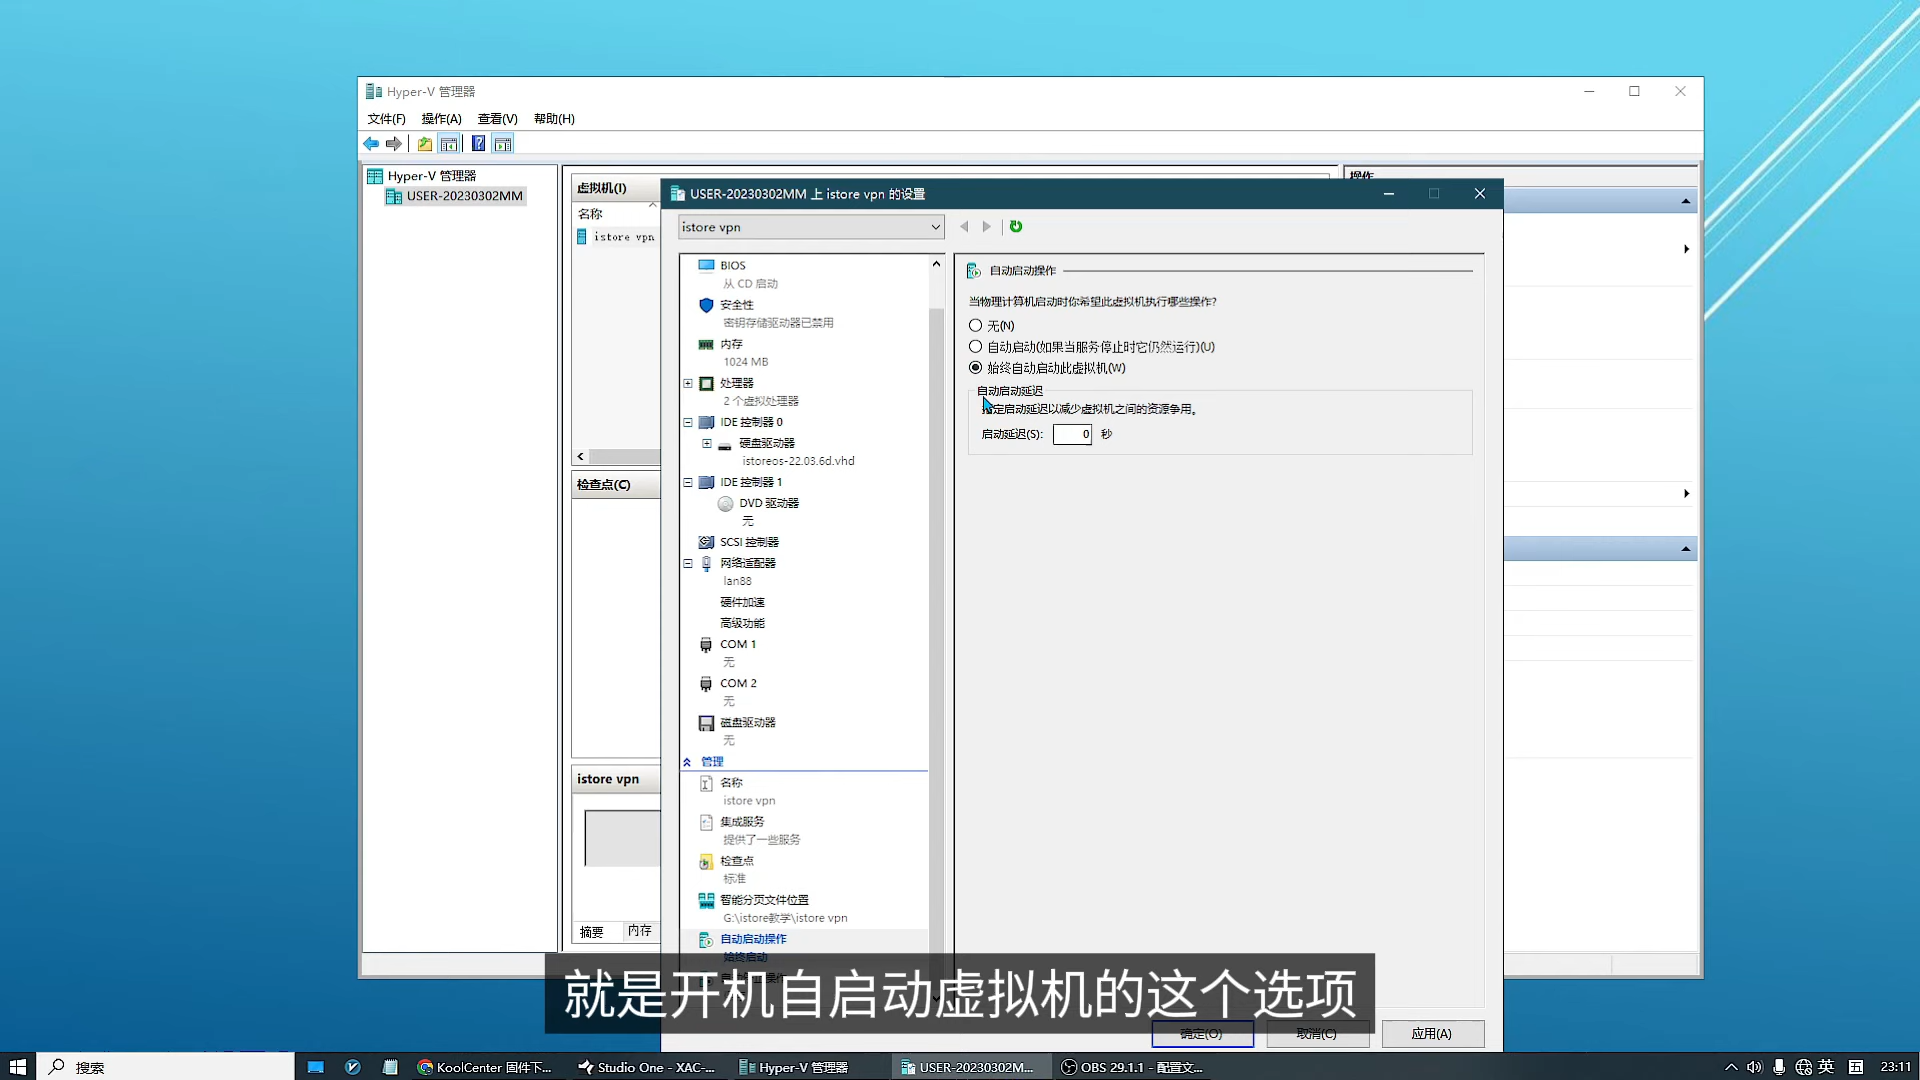 Hyper-V 管理器
文件(F) 操作(A) 查看(V) 帮助(H)
Hyper-V 管理器
USER-20230302MM
虚拟机(I)
名称
istore vpn
检查点(C)
istore vpn
摘要 内存
操作
USER-20230302MM 上 istore vpn 的设置
istore vpn
BIOS
从 CD 启动
安全性
密钥存储驱动器已禁用
内存
1024 MB
处理器
2 个虚拟处理器
IDE 控制器 0
硬盘驱动器
istoreos-22.03.6d.vhd
IDE 控制器 1
DVD 驱动器
无
SCSI 控制器
网络适配器
lan88
硬件加速
高级功能
COM 1
无
COM 2
无
磁盘驱动器
无
管理
名称
istore vpn
集成服务
提供了一些服务
检查点
标准
智能分页文件位置
G:\istore教学\istore vpn
自动启动操作
始终启动
自动启动操作
当物理计算机启动时你希望此虚拟机执行哪些操作?
无(N)
自动启动(如果当服务停止时它仍然运行)(U)
始终自动启动此虚拟机(W)
自动启动延迟
指定启动延迟以减少虚拟机之间的资源争用。
启动延迟(S): 0 秒
就是开机自启动虚拟机的这个选项
确定(O) 取消(C) 应用(A)
搜索
KoolCenter 固件下...
Studio One - XAC-...
Hyper-V 管理器
USER-20230302M...
OBS 29.1.1 - 配置文...
英
五
23:11